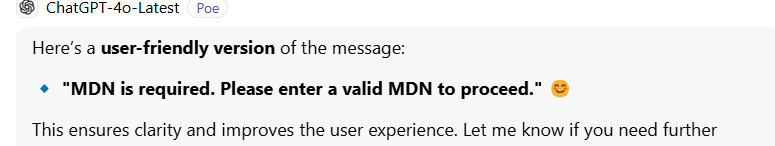 ChatGPT-4o-Latest Poe
Here's a user-friendly version of the message:
"MDN is required. Please enter a valid MDN to proceed." 😊
This ensures clarity and improves the user experience. Let me know if you need further